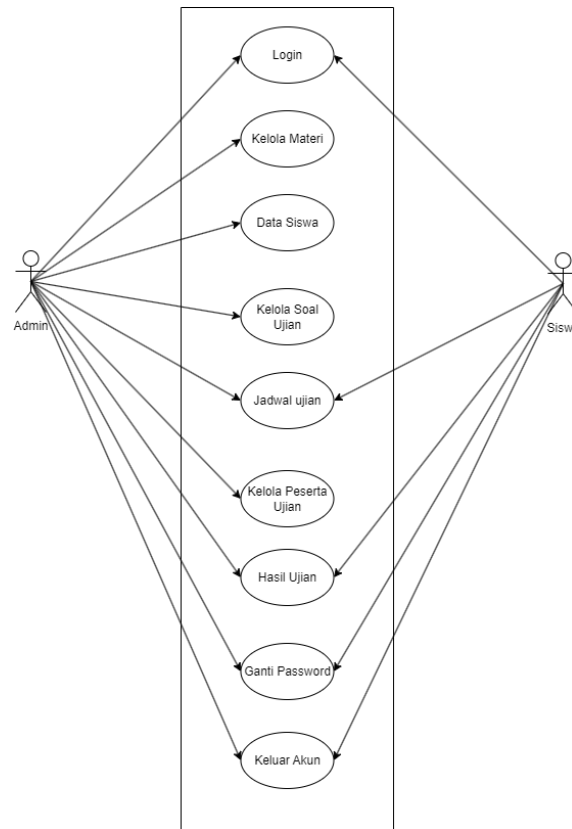 Login
Kelola Materi
Data Siswa
Admin
Kelola Soal
Ujian
Jadwal ujian
Kelola Peserta
Ujian
Hasil Ujian
Ganti Password
Keluar Akun